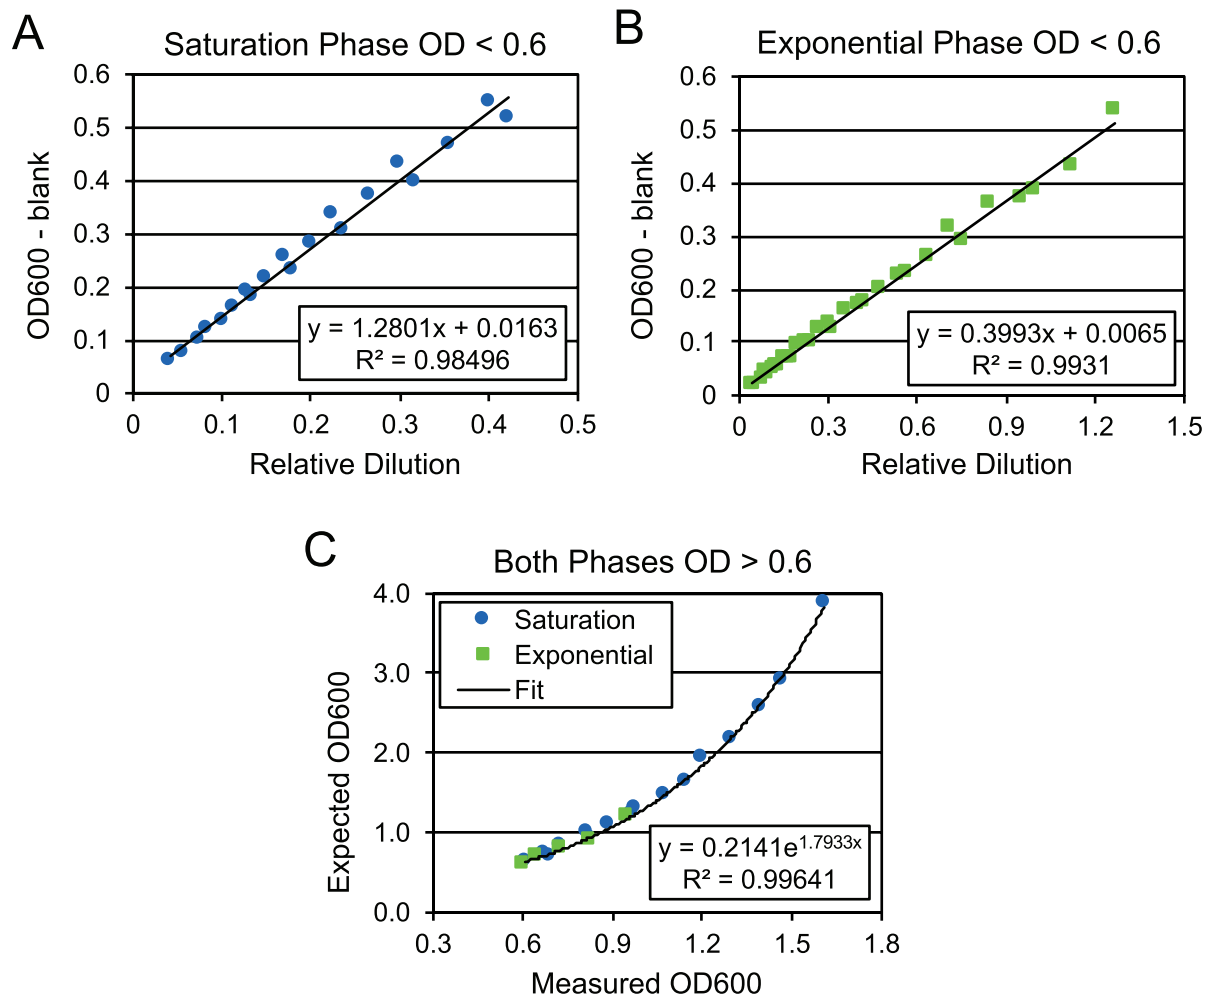 A
Saturation Phase OD < 0.6
OD600 - blank
0.6
0.5
0.4
0.3
0.2
0.1
0
y = 1.2801x + 0.0163
R² = 0.98496
0 0.1 0.2 0.3 0.4 0.5
Relative Dilution
B
Exponential Phase OD < 0.6
OD600 - blank
0.6
0.5
0.4
0.3
0.2
0.1
0
y = 0.3993x + 0.0065
R² = 0.9931
0 0.3 0.6 0.9 1.2 1.5
Relative Dilution
C
Both Phases OD > 0.6
Expected OD600
4.0
3.0
2.0
1.0
0.0
Saturation
Exponential
Fit
y = 0.2141e^1.7933x
R² = 0.99641
0.3 0.6 0.9 1.2 1.5 1.8
Measured OD600